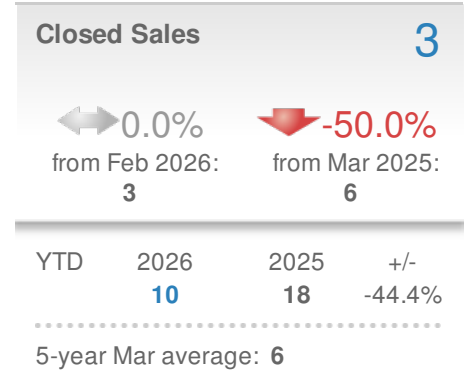 Closed Sales 3
0.0% -50.0%
from Feb 2026: from Mar 2025:
3 6
YTD 2026 2025 +/-
10 18 -44.4%
5-year Mar average: 6